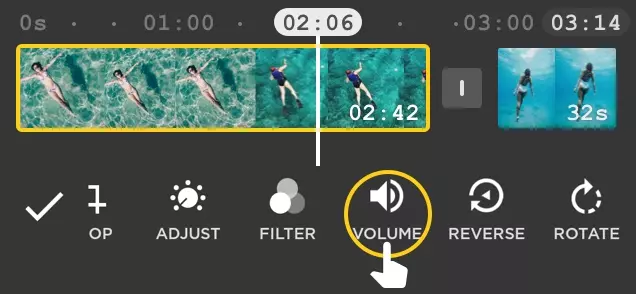 0s 01:00 02:06 03:00 03:14
02:42 32s
OP ADJUST FILTER VOLUME REVERSE ROTATE